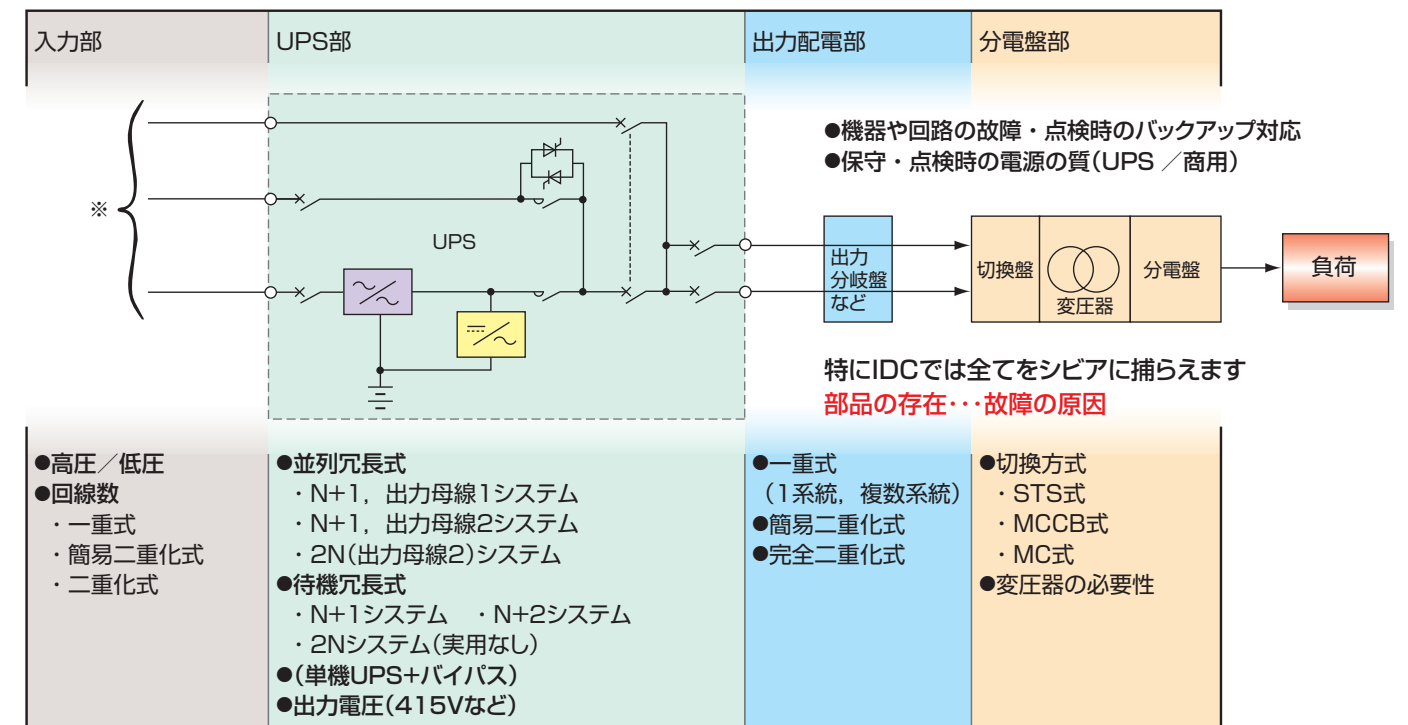 入力部
UPS部
出力配電部
分電盤部
●機器や回路の故障・点検時のバックアップ対応
●保守・点検時の電源の質(UPS ／商用)
※
UPS
出力
分岐盤
など
切換盤
変圧器
分電盤
負荷
特にIDCでは全てをシビアに捕らえます
部品の存在･･･故障の原因
●高圧／低圧
●回線数
・一重式
・簡易二重化式
・二重化式
●並列冗長式
・N+1，出力母線1システム
・N+1，出力母線2システム
・2N(出力母線2)システム
●待機冗長式
・N+1システム　・N+2システム
・2Nシステム(実用なし)
●(単機UPS+バイパス)
●出力電圧(415Vなど)
●一重式
(1系統，複数系統)
●簡易二重化式
●完全二重化式
●切換方式
・STS式
・MCCB式
・MC式
●変圧器の必要性